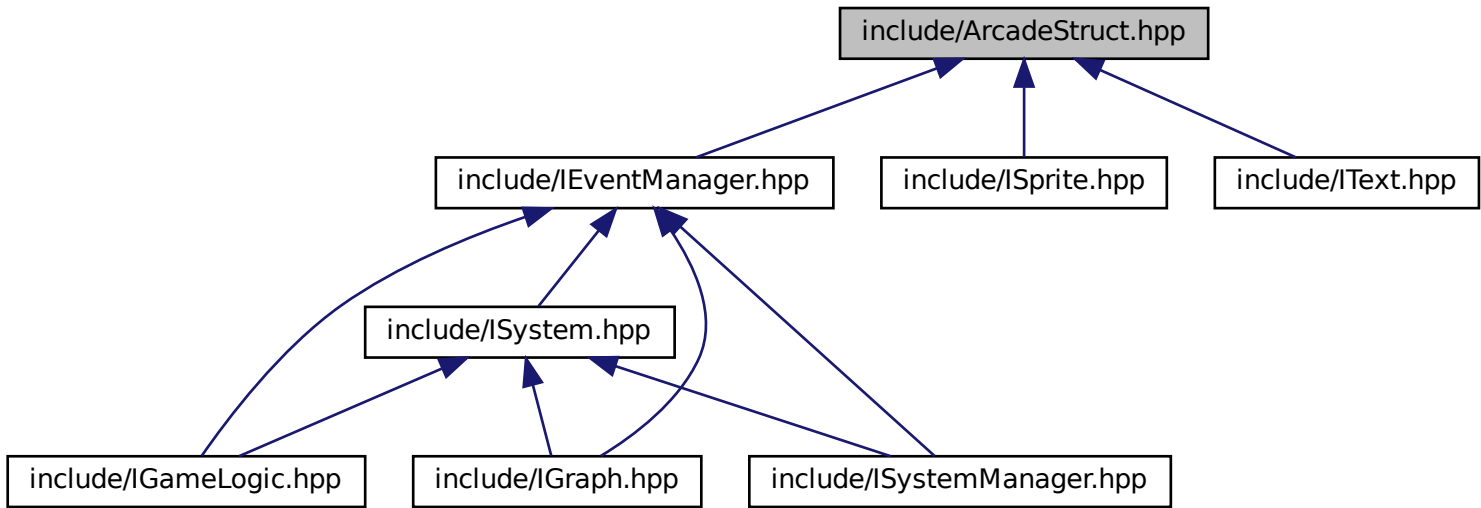 include/ArcadeStruct.hpp
include/IEventManager.hpp
include/ISprite.hpp
include/IText.hpp
include/ISystem.hpp
include/IGameLogic.hpp
include/IGraph.hpp
include/ISystemManager.hpp